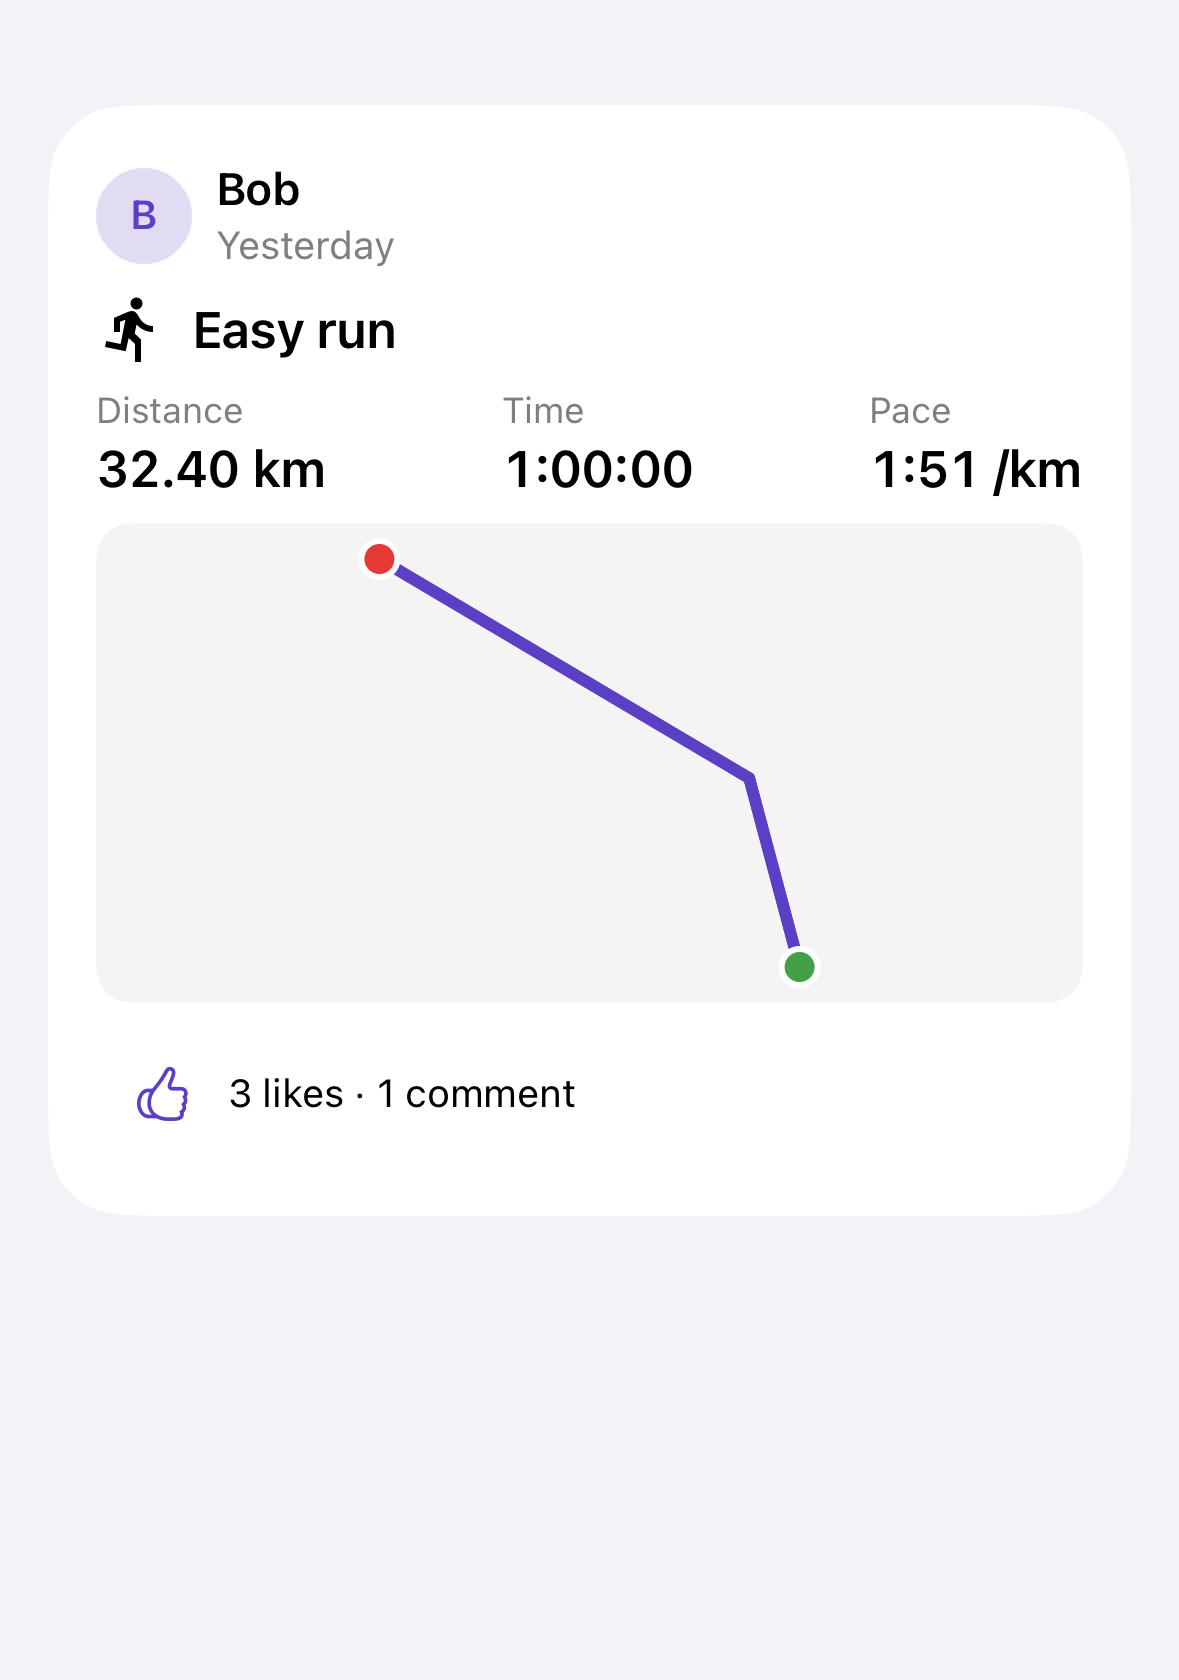 B
Bob
Yesterday
Easy run
Distance Time Pace
32.40 km 1:00:00 1:51 /km
3 likes · 1 comment